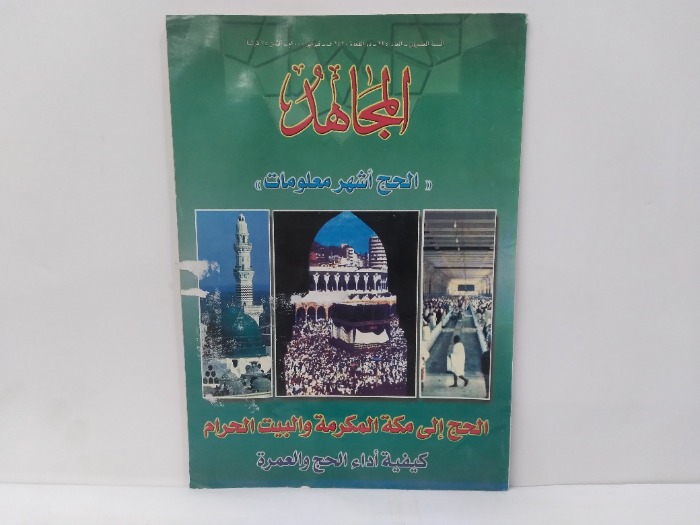 المجاهد
« الحج أشهر معلومات »
الحج إلى مكة المكرمة والبيت الحرام
كيفية أداء الحج والعمرة